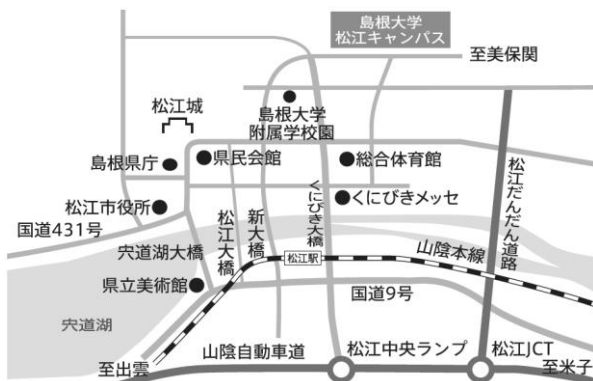 島根大学
松江キャンパス
至美保関
松江城
島根大学
附属学校園
島根県庁
県民会館
総合体育館
松江市役所
くにびきメッセ
国道431号
宍道湖大橋
松江大橋
新大橋
くにびき大橋
松江だんだん道路
松江駅
山陰本線
県立美術館
国道9号
宍道湖
山陰自動車道
松江中央ランプ
松江JCT
至出雲
至米子